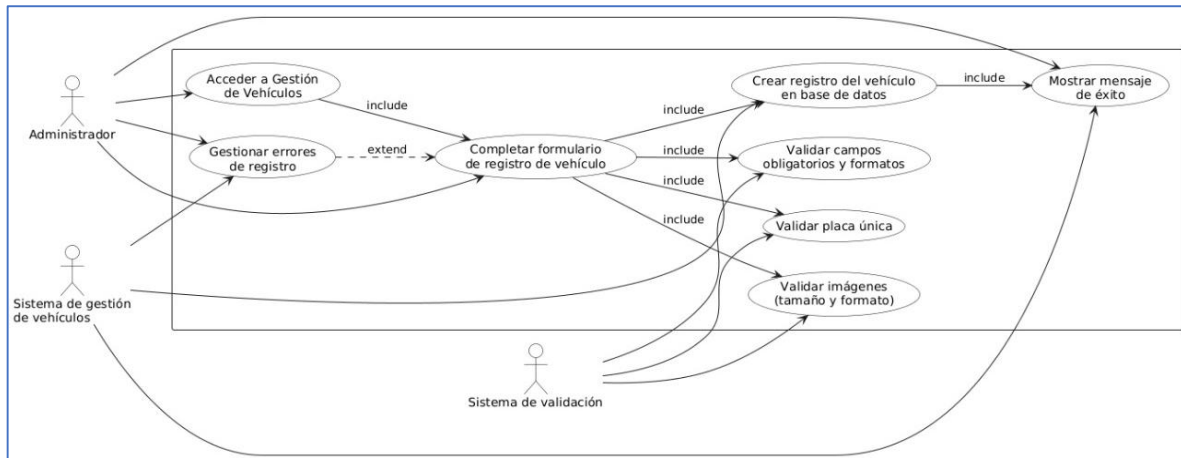 Administrador
Sistema de gestión
de vehículos
Sistema de validación
Acceder a Gestión
de Vehículos
include
Gestionar errores
de registro
extend
Completar formulario
de registro de vehículo
include
include
include
include
Crear registro del vehículo
en base de datos
include
Mostrar mensaje
de éxito
Validar campos
obligatorios y formatos
Validar placa única
Validar imágenes
(tamaño y formato)